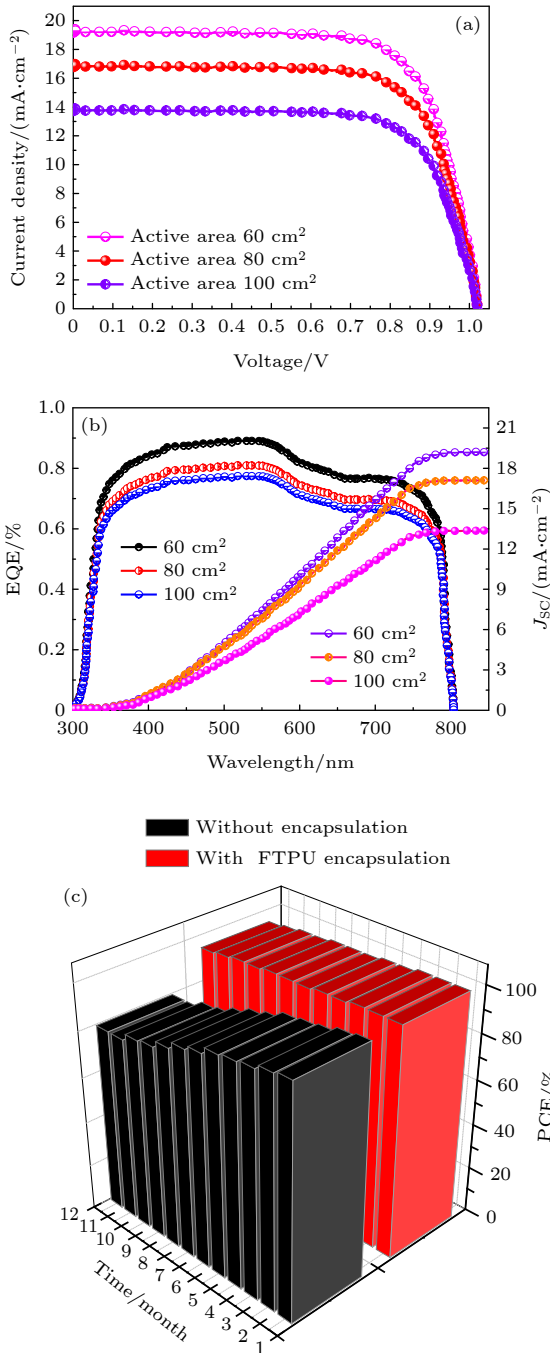 (a)
20
18
16
14
12
10
8
6
4
2
0
Current density/(mA·cm−2)
Active area 60 cm2
Active area 80 cm2
Active area 100 cm2
0 0.1 0.2 0.3 0.4 0.5 0.6 0.7 0.8 0.9 1.0
Voltage/V
(b)
1.0
0.8
0.6
0.4
0.2
0
EQE/%
21
18
15
12
9
6
3
0
JSC/(mA·cm−2)
60 cm2
80 cm2
100 cm2
60 cm2
80 cm2
100 cm2
300 400 500 600 700 800
Wavelength/nm
Without encapsulation
With FTPU encapsulation
(c)
100
80
60
40
20
0
PCE/%
12
11
10
9
8
7
6
5
4
3
2
1
Time/month